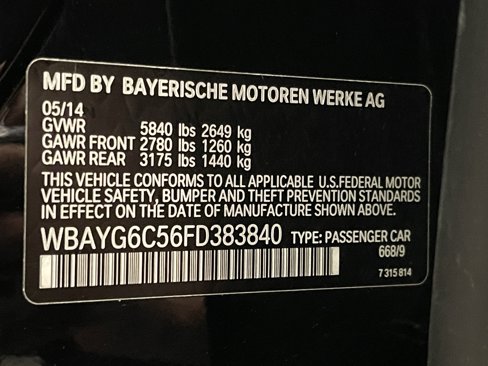 MFD BY BAYERISCHE MOTOREN WERKE AG
05/14
GVWR 5840 lbs 2649 kg
GAWR FRONT 2780 lbs 1260 kg
GAWR REAR 3175 lbs 1440 kg
THIS VEHICLE CONFORMS TO ALL APPLICABLE U.S.FEDERAL MOTOR
VEHICLE SAFETY, BUMPER AND THEFT PREVENTION STANDARDS
IN EFFECT ON THE DATE OF MANUFACTURE SHOWN ABOVE.
WBAYG6C56FD383840 TYPE: PASSENGER CAR
668/9
7 315 814